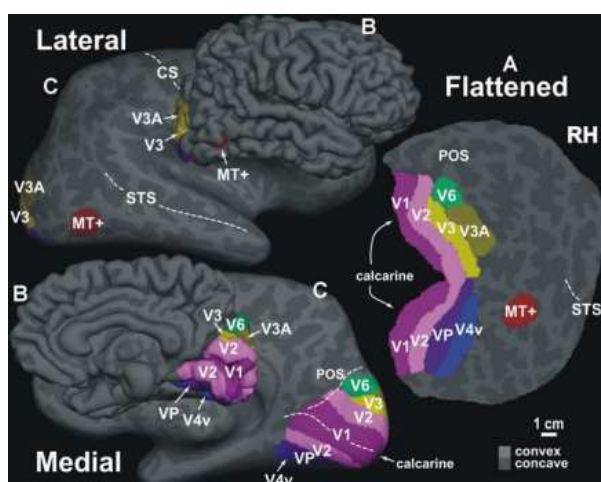 Lateral
B
A
Flattened
C
CS
RH
V3A
V3
POS
MT+
V6
V1
V2
V3
V3A
V3A
V3
STS
MT+
calcarine
B
C
MT+
STS
V3
V6
V3A
V2
V2
V1
POS
V6
V3
V2
V1
V1
V2
VP
V4v
VP
V4v
VP
V2
calcarine
V4v
Medial
1 cm
convex
concave